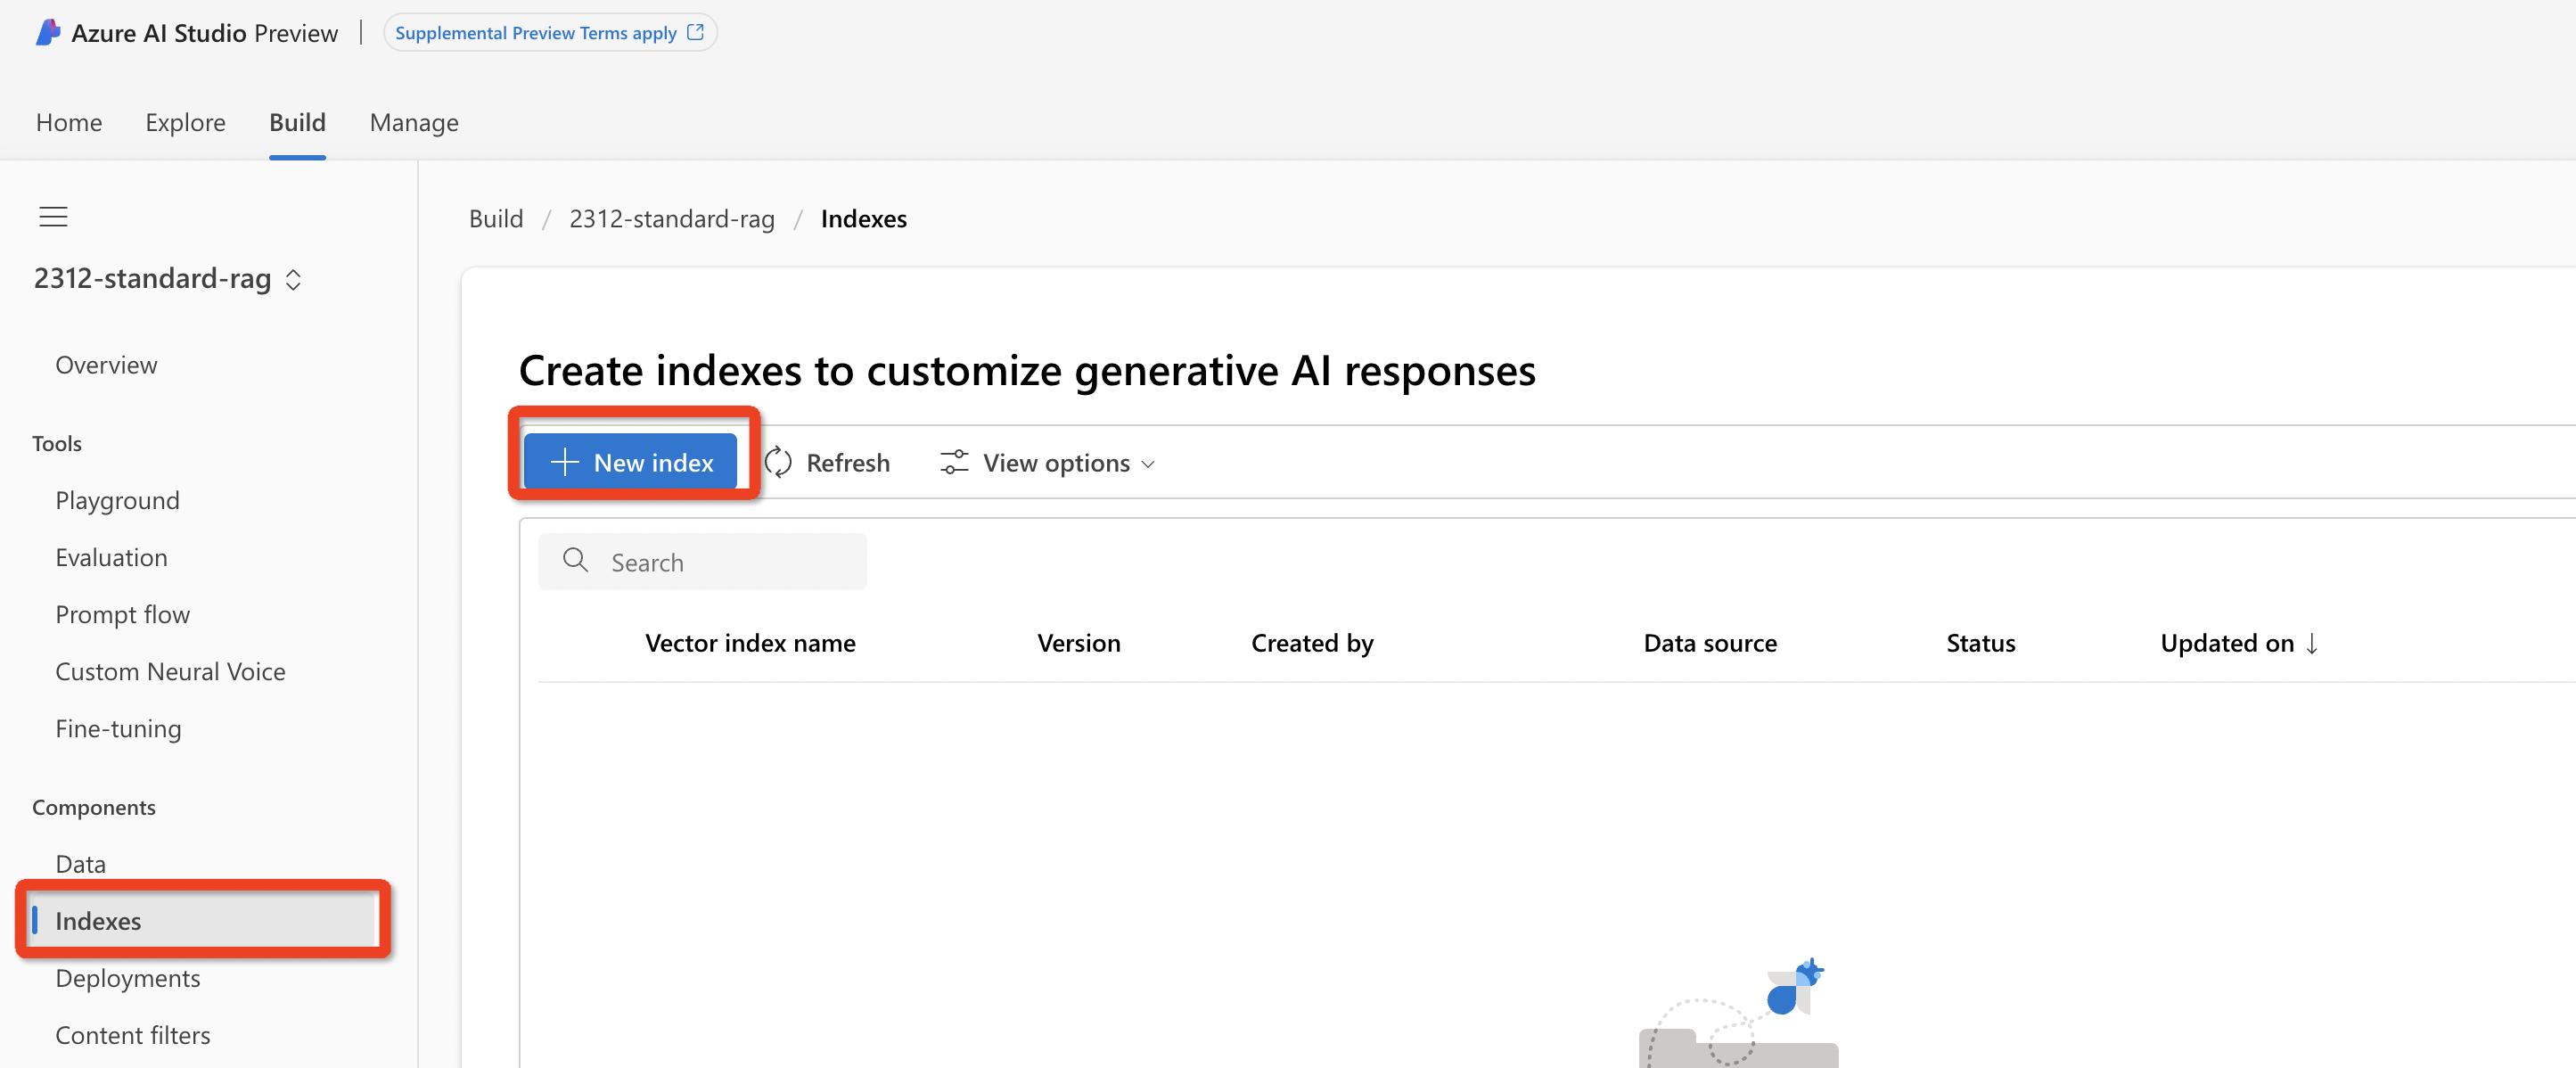 Azure AI Studio Preview | Supplemental Preview Terms apply
Home Explore Build Manage
Build / 2312-standard-rag / Indexes
2312-standard-rag
Overview
Tools
Playground
Evaluation
Prompt flow
Custom Neural Voice
Fine-tuning
Components
Data
Indexes
Deployments
Content filters
Create indexes to customize generative AI responses
New index Refresh View options
Search
Vector index name Version Created by Data source Status Updated on ↓